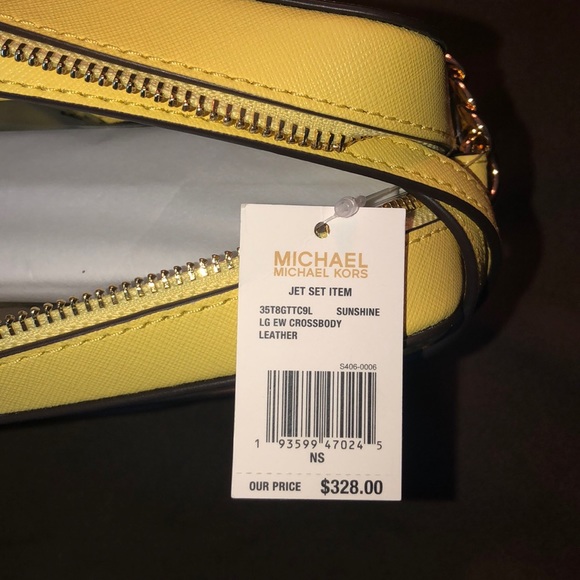 MICHAEL
MICHAEL KORS
JET SET ITEM
35T8GTTC9L SUNSHINE
LG EW CROSSBODY
LEATHER
S406-0006
1 93599 47024 5
NS
OUR PRICE $328.00